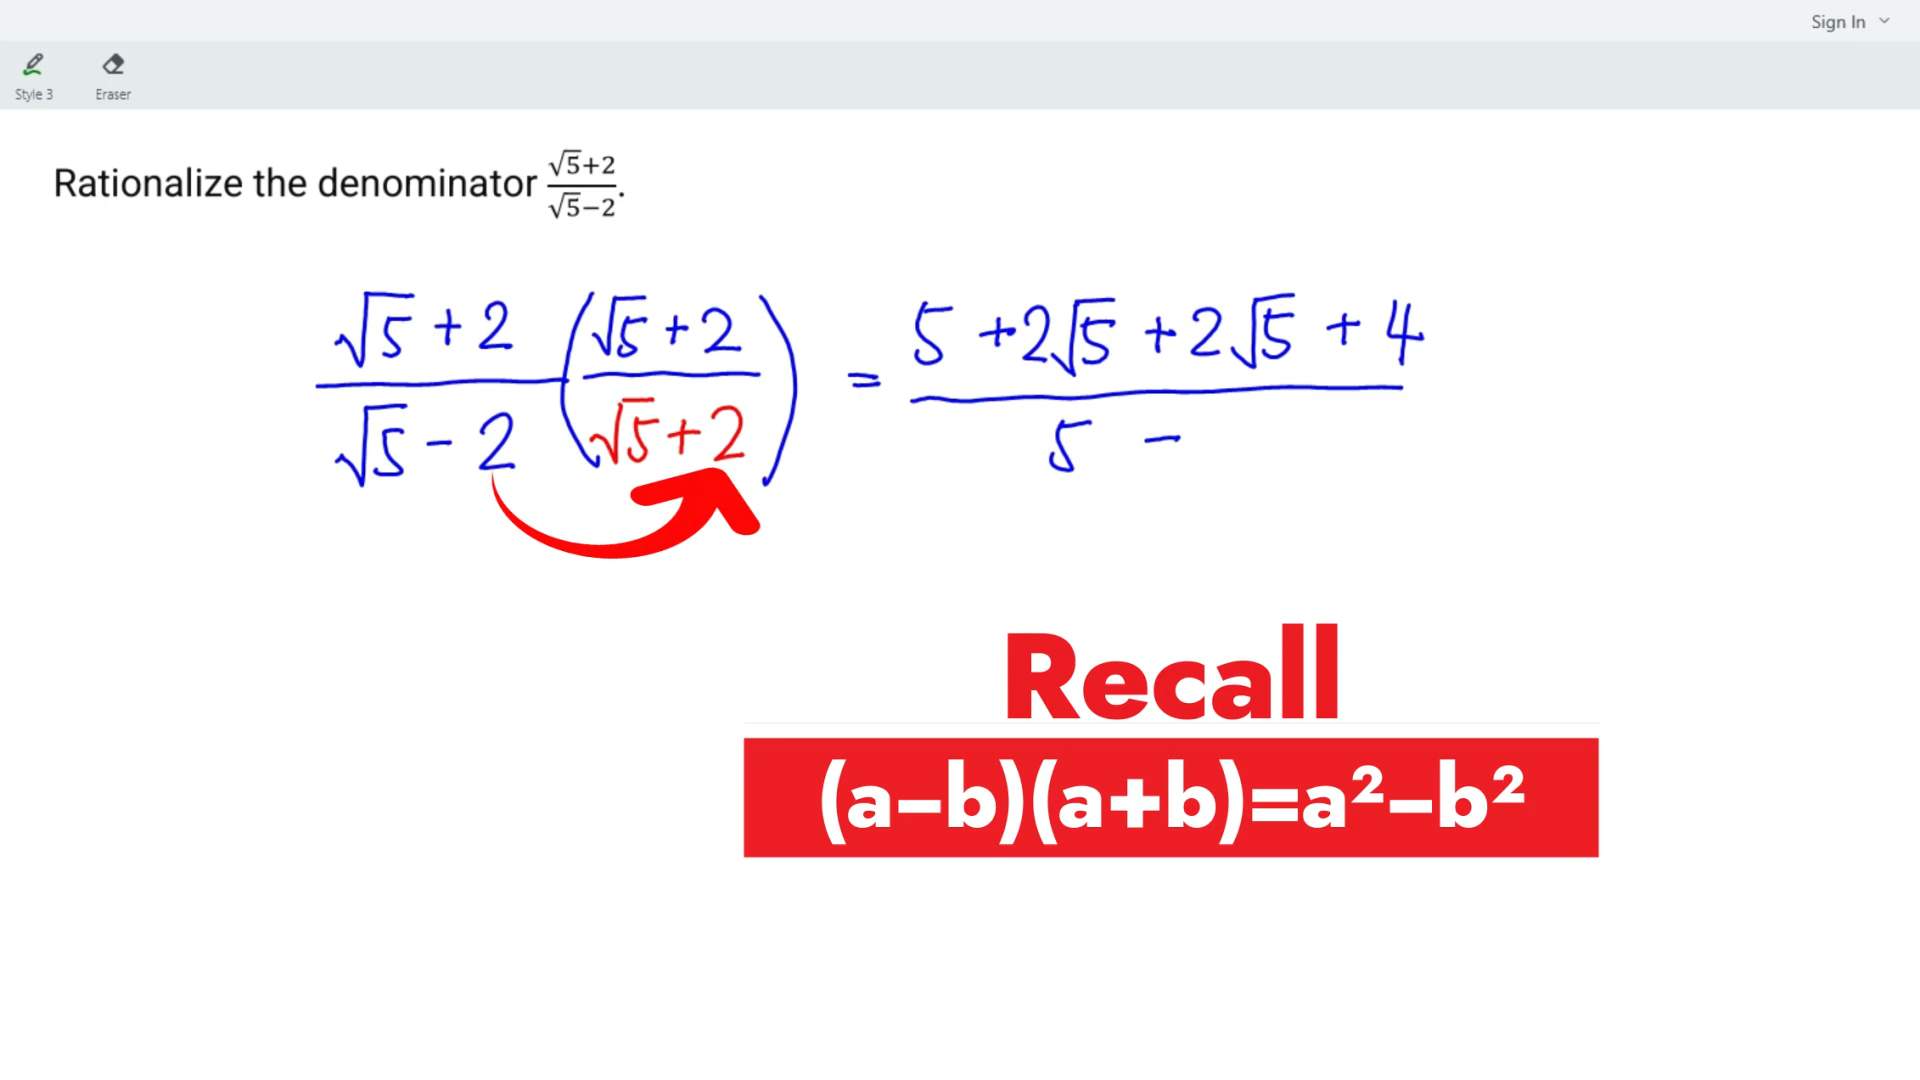 Sign In
Style 3 Eraser
Rationalize the denominator (√5+2)/(√5−2).
(√5 + 2)/(√5 − 2) ((√5 + 2)/(√5 + 2)) = (5 + 2√5 + 2√5 + 4)/(5 −
Recall
(a–b)(a+b)=a²–b²